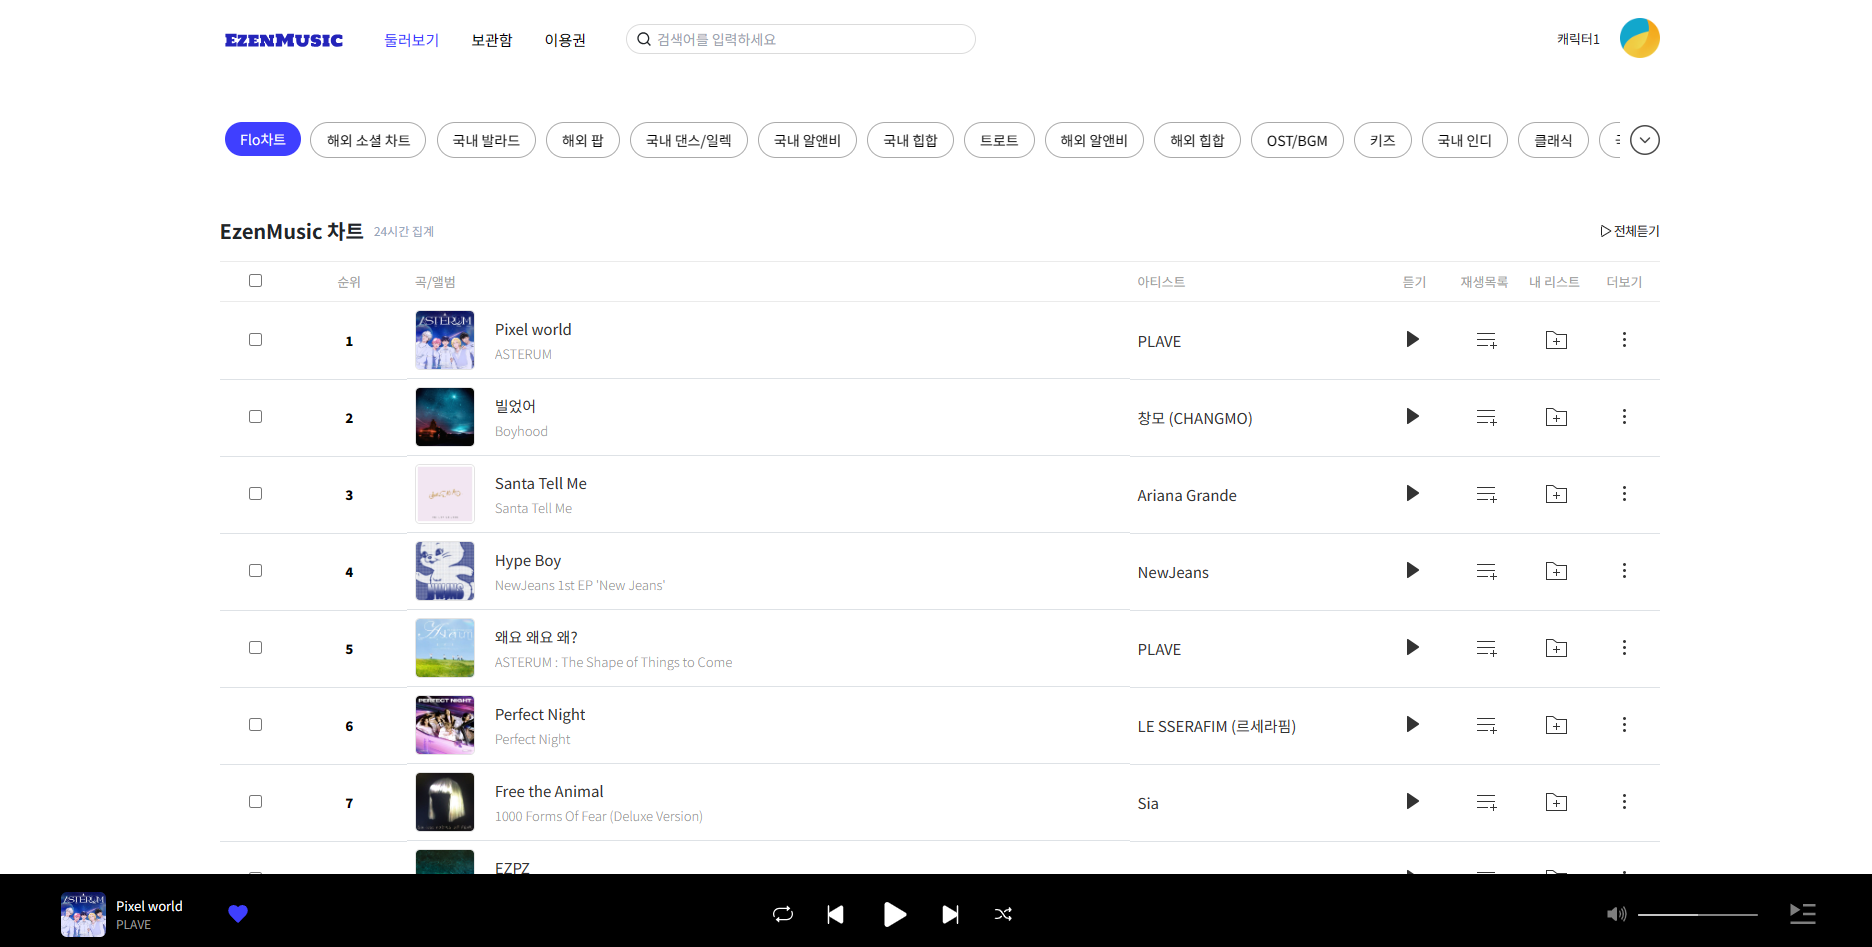 EZENMUSIC 둘러보기 보관함 이용권 검색어를 입력하세요 캐릭터1
Flo차트 해외 소셜 차트 국내 발라드 해외 팝 국내 댄스/일렉 국내 알앤비 국내 힙합 트로트 해외 알앤비 해외 힙합 OST/BGM 키즈 국내 인디 클래식
EzenMusic 차트 24시간 집계 전체듣기
순위 곡/앨범 아티스트 듣기 재생목록 내 리스트 더보기
ASTERUM
1 Pixel world PLAVE
ASTERUM
2 빌었어 창모 (CHANGMO)
Boyhood
3 Santa Tell Me Ariana Grande
Santa Tell Me
4 Hype Boy NewJeans
NewJeans 1st EP 'New Jeans'
Asterum
5 왜요 왜요 왜? PLAVE
ASTERUM : The Shape of Things to Come
PERFECT NIGHT
6 Perfect Night LE SSERAFIM (르세라핌)
Perfect Night
7 Free the Animal Sia
1000 Forms Of Fear (Deluxe Version)
EZPZ
ASTERUM
Pixel world
PLAVE